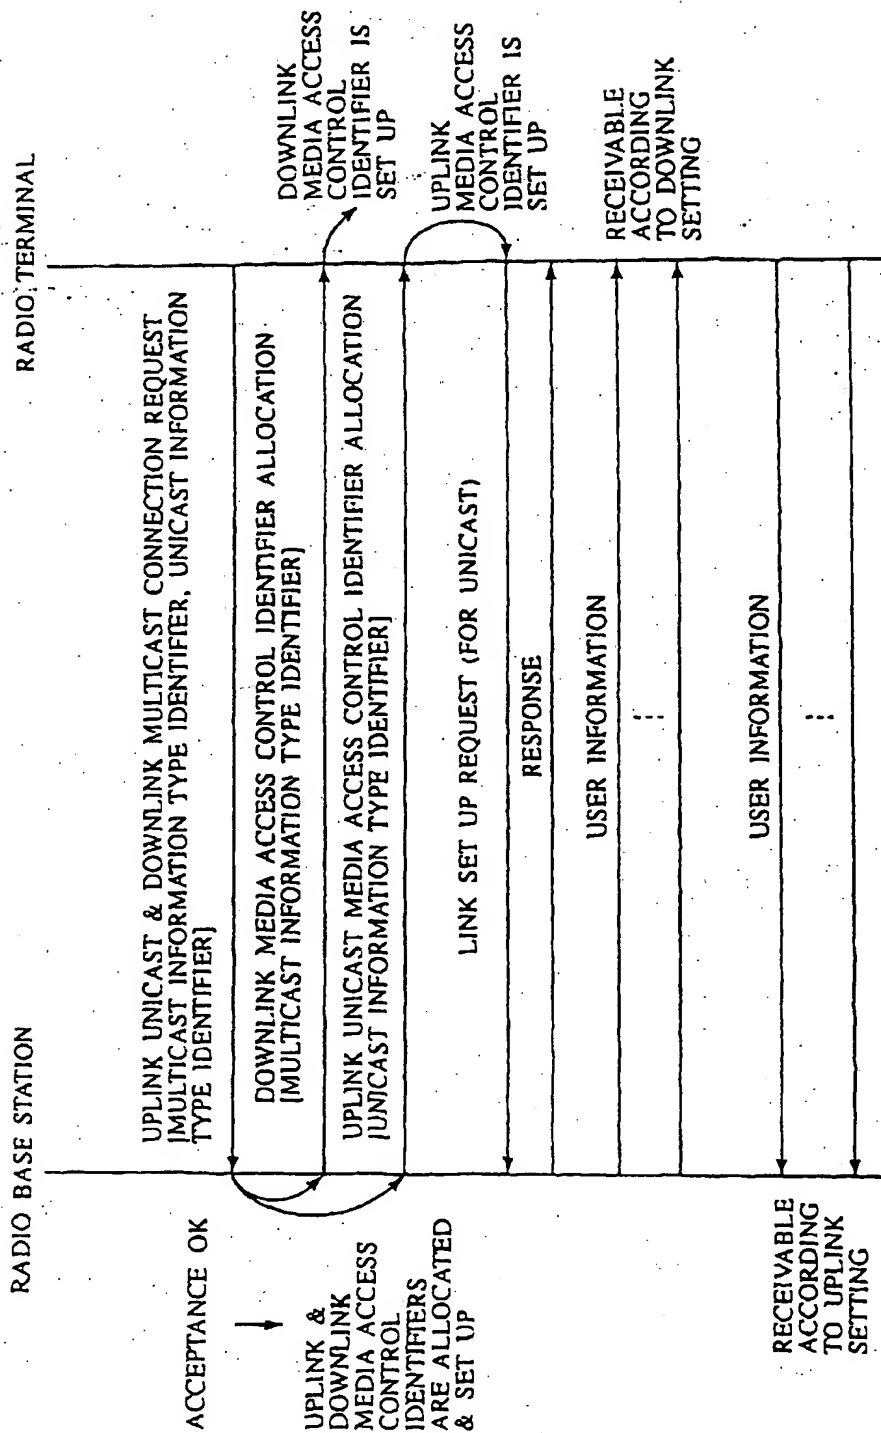 RADIO BASE STATION
RADIO TERMINAL
UPLINK UNICAST & DOWNLINK MULTICAST CONNECTION REQUEST
[MULTICAST INFORMATION TYPE IDENTIFIER, UNICAST INFORMATION
TYPE IDENTIFIER]
ACCEPTANCE OK
UPLINK &
DOWNLINK
MEDIA ACCESS
CONTROL
IDENTIFIERS
ARE ALLOCATED
& SET UP
DOWNLINK MEDIA ACCESS CONTROL IDENTIFIER ALLOCATION
[MULTICAST INFORMATION TYPE IDENTIFIER]
DOWNLINK
MEDIA ACCESS
CONTROL
IDENTIFIER IS
SET UP
UPLINK UNICAST MEDIA ACCESS CONTROL IDENTIFIER ALLOCATION
[UNICAST INFORMATION TYPE IDENTIFIER]
UPLINK
MEDIA ACCESS
CONTROL
IDENTIFIER IS
SET UP
LINK SET UP REQUEST (FOR UNICAST)
RESPONSE
USER INFORMATION
RECEIVABLE
ACCORDING
TO DOWNLINK
SETTING
USER INFORMATION
RECEIVABLE
ACCORDING
TO UPLINK
SETTING